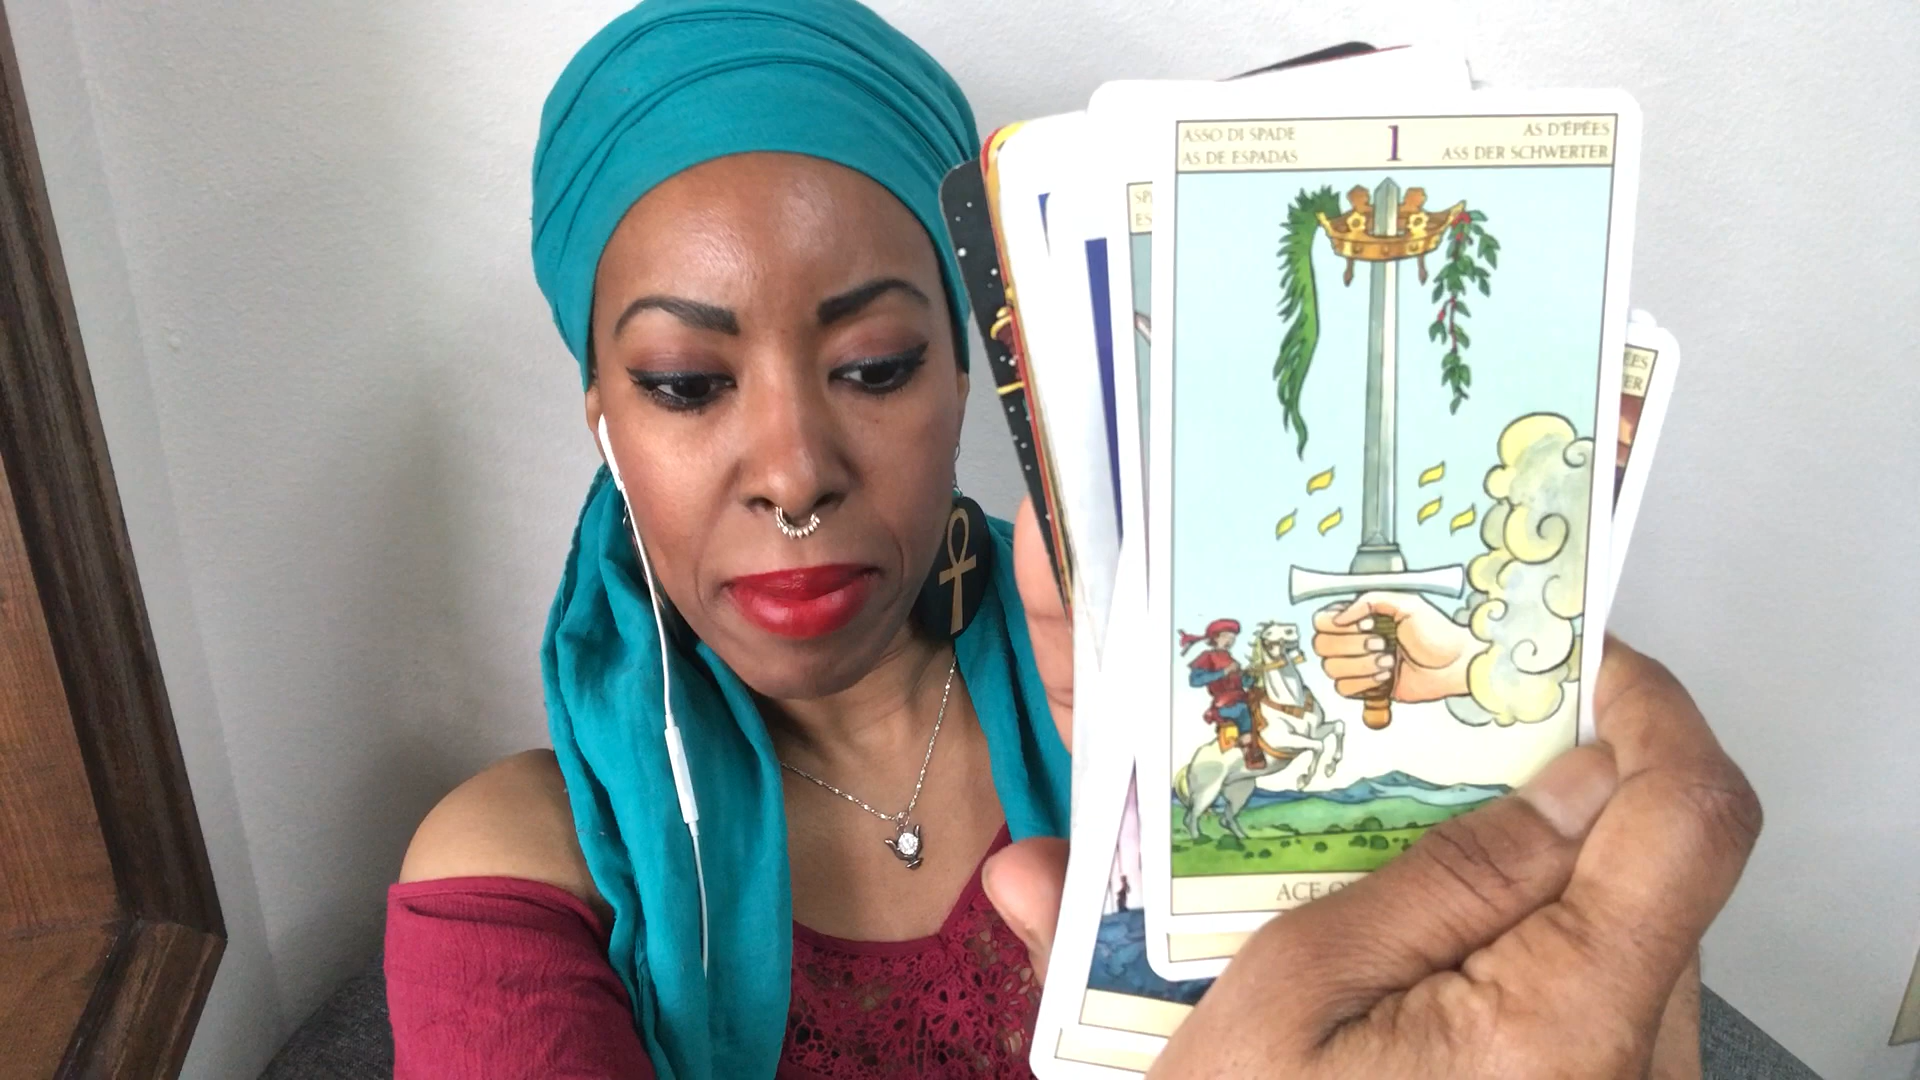 ASSO DI SPADE
AS DE ESPADAS
1
AS D'ÉPÉES
ASS DER SCHWERTER
ACE